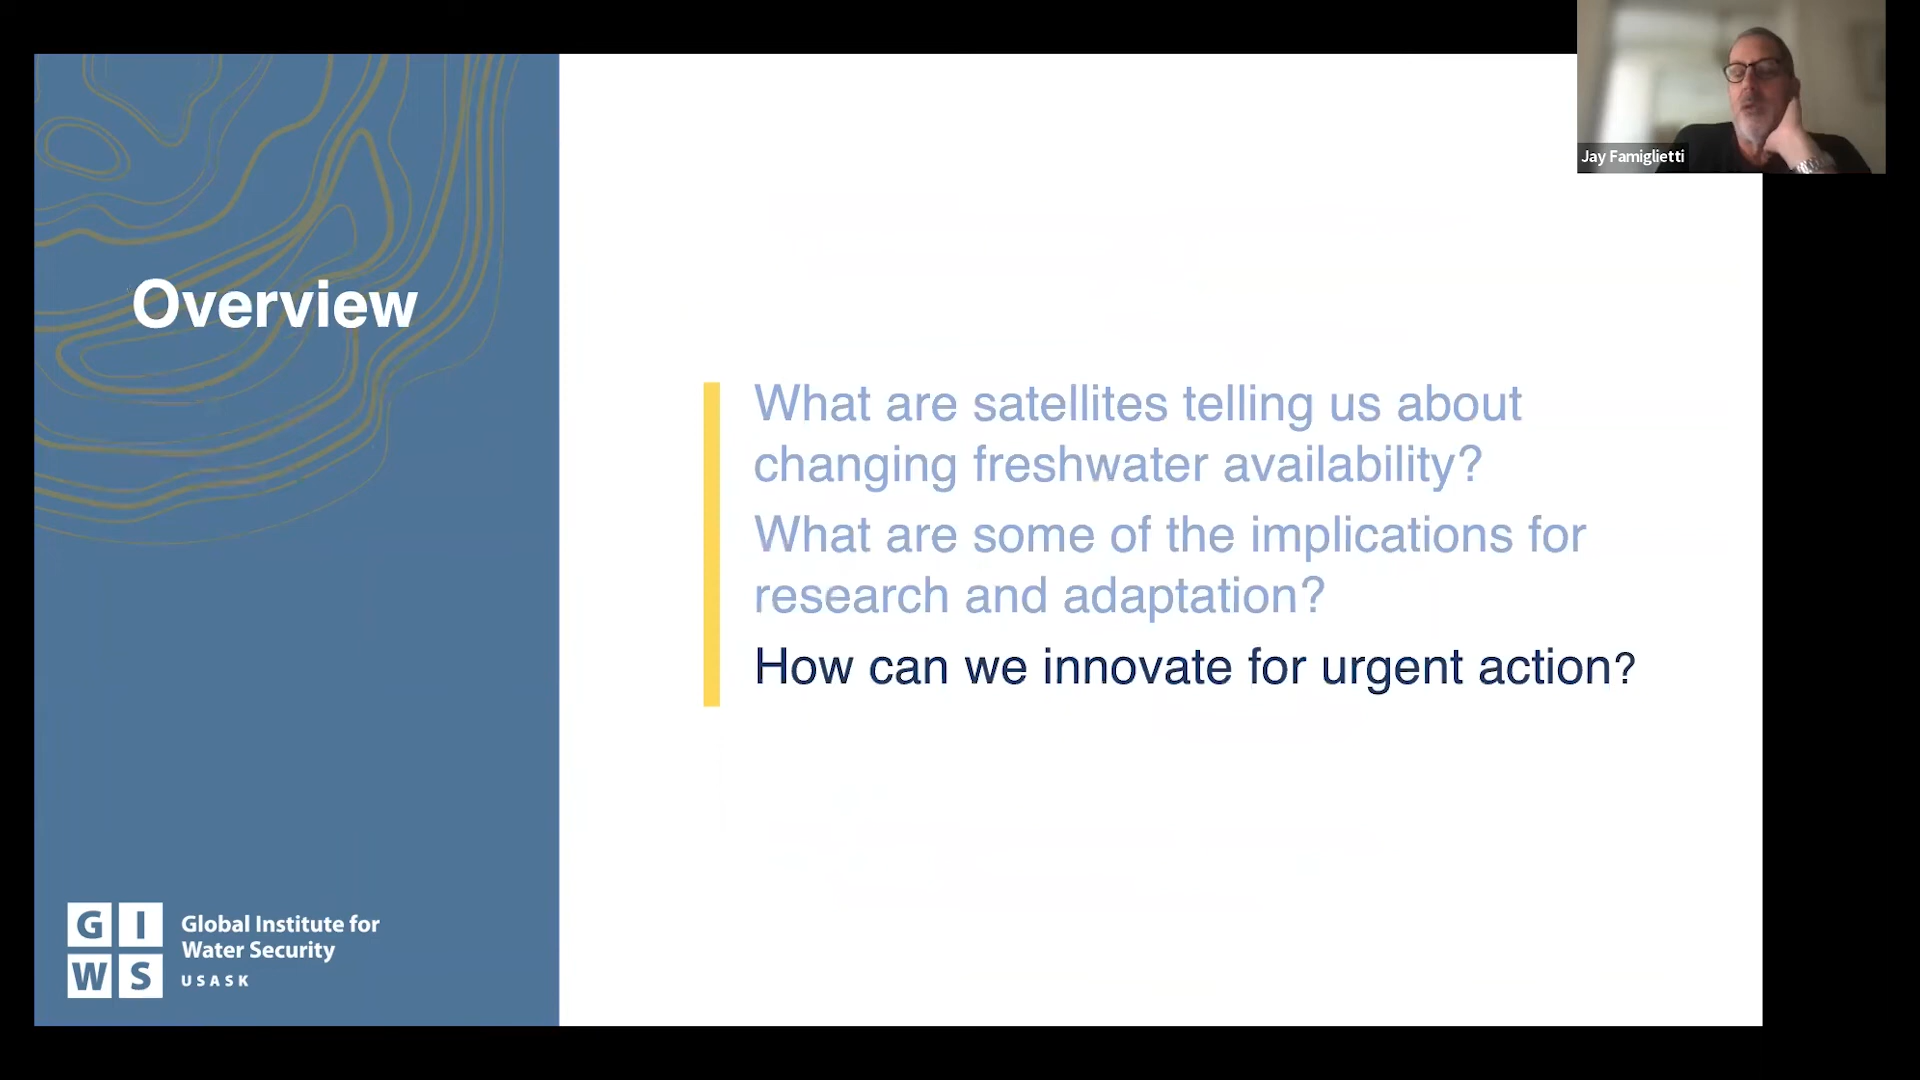 Jay Famiglietti
Overview
What are satellites telling us about
changing freshwater availability?
What are some of the implications for
research and adaptation?
How can we innovate for urgent action?
G I
W S
Global Institute for
Water Security
USASK